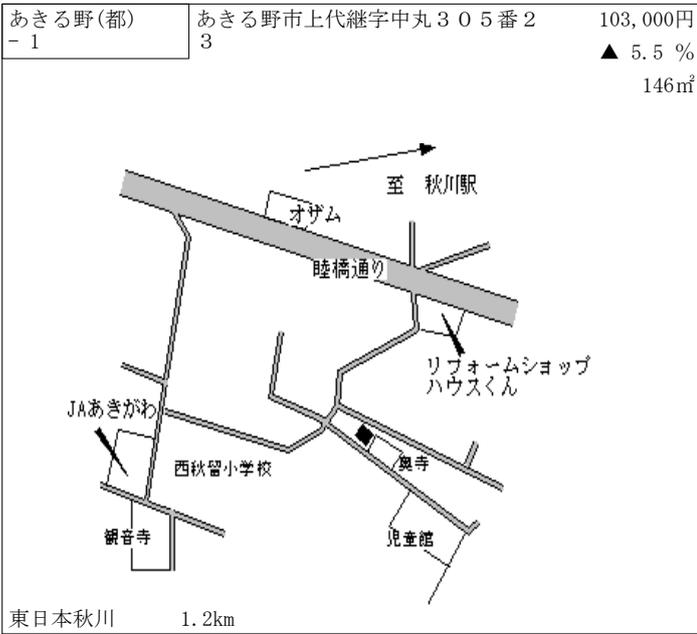 あきる野(都)
- 1
あきる野市上代継字中丸３０５番２
３
103,000円
▲ 5.5 %
146㎡
至 秋川駅
オザム
睦橋通り
リフォームショップ
ハウスくん
JAあきがわ
西秋留小学校
奥寺
観音寺
児童館
東日本秋川 1.2km